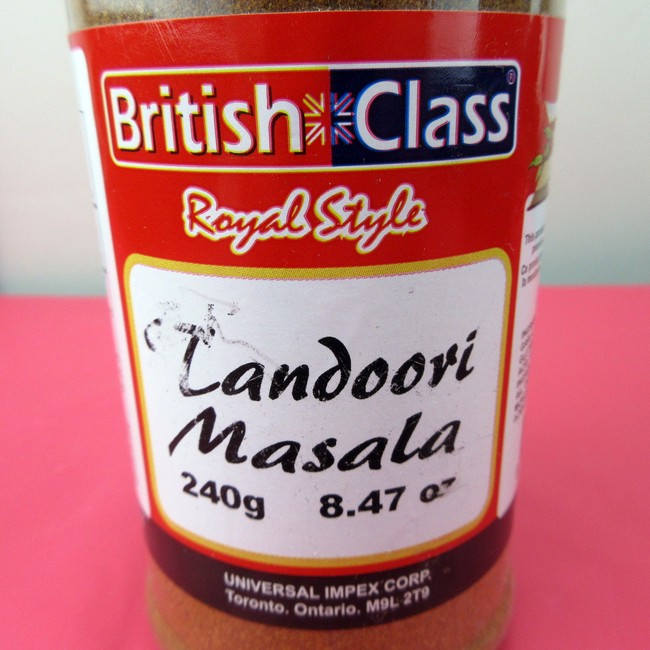 British Class®
Royal Style
Tandoori
Masala
240g 8.47 oz
UNIVERSAL IMPEX CORP.
Toronto. Ontario. M9L 2T9